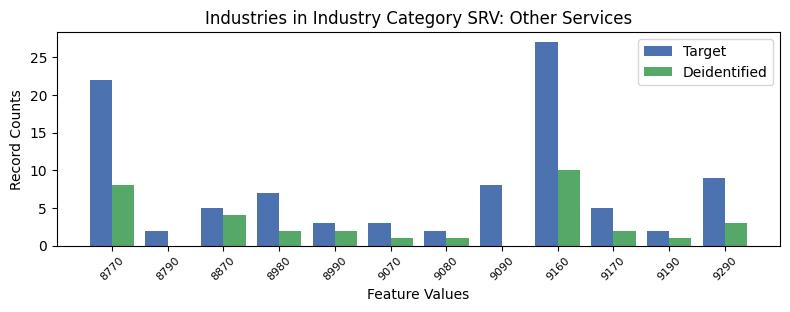 Industries in Industry Category SRV: Other Services
Target
Deidentified
Record Counts
25
20
15
10
5
0
8770 8790 8870 8980 8990 9070 9080 9090 9160 9170 9190 9290
Feature Values